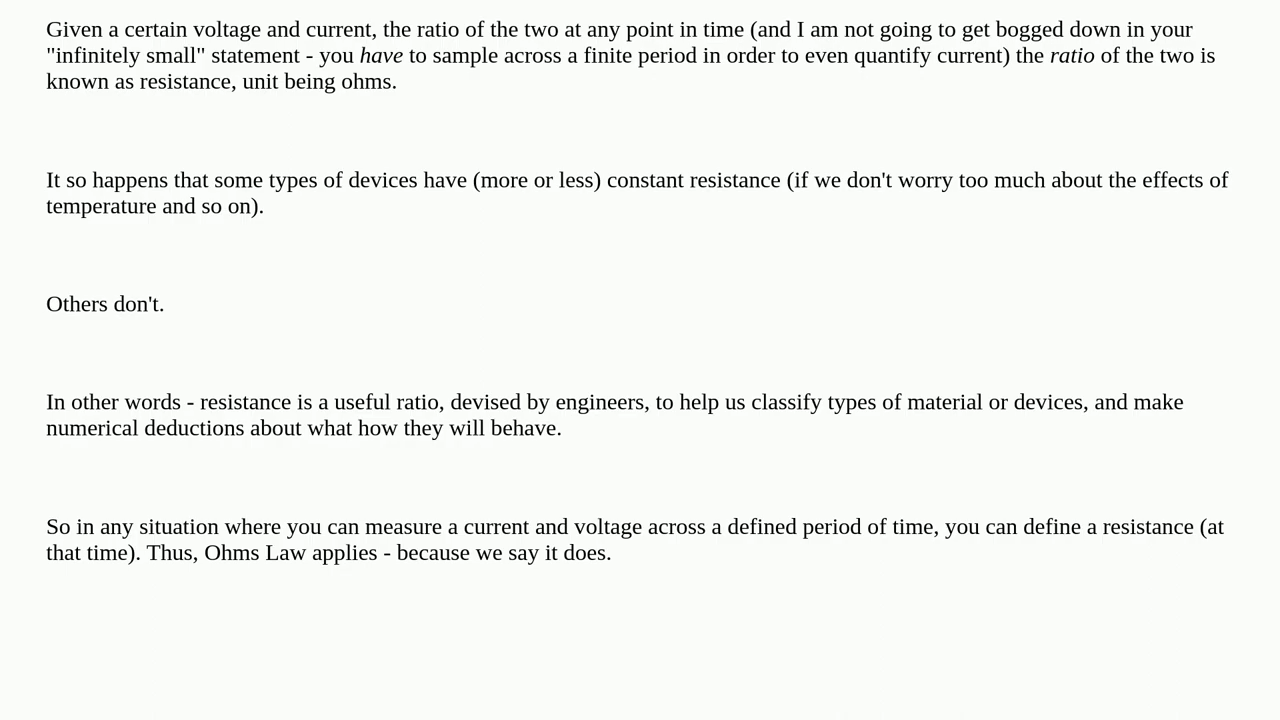 Given a certain voltage and current, the ratio of the two at any point in time (and I am not going to get bogged down in your
"infinitely small" statement - you have to sample across a finite period in order to even quantify current) the ratio of the two is
known as resistance, unit being ohms.
It so happens that some types of devices have (more or less) constant resistance (if we don't worry too much about the effects of
temperature and so on).
Others don't.
In other words - resistance is a useful ratio, devised by engineers, to help us classify types of material or devices, and make
numerical deductions about what how they will behave.
So in any situation where you can measure a current and voltage across a defined period of time, you can define a resistance (at
that time). Thus, Ohms Law applies - because we say it does.